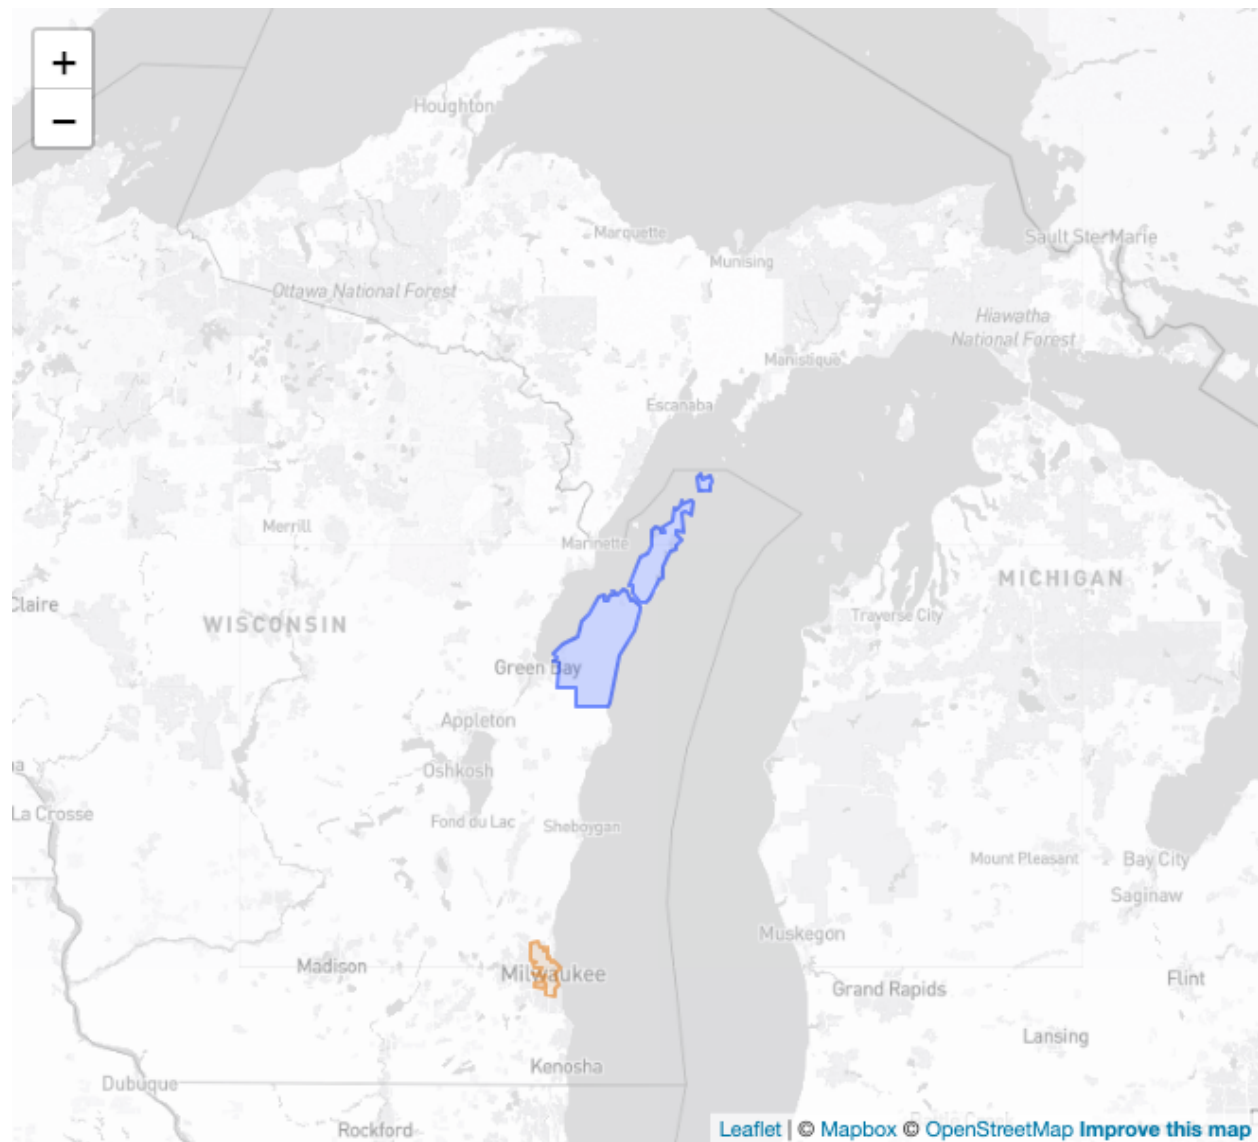 +
−
Houghton
Marquette
Sault Ste. Marie
Munising
Ottawa National Forest
Hiawatha
National Forest
Manistique
Escanaba
Merrill
Marinette
MICHIGAN
Claire
WISCONSIN
Traverse City
Green Bay
Appleton
Oshkosh
La Crosse
Fond du Lac
Sheboygan
Mount Pleasant
Bay City
Saginaw
Muskegon
Madison
Milwaukee
Grand Rapids
Flint
Lansing
Kenosha
Dubuque
Rockford
Leaflet | © Mapbox © OpenStreetMap Improve this map